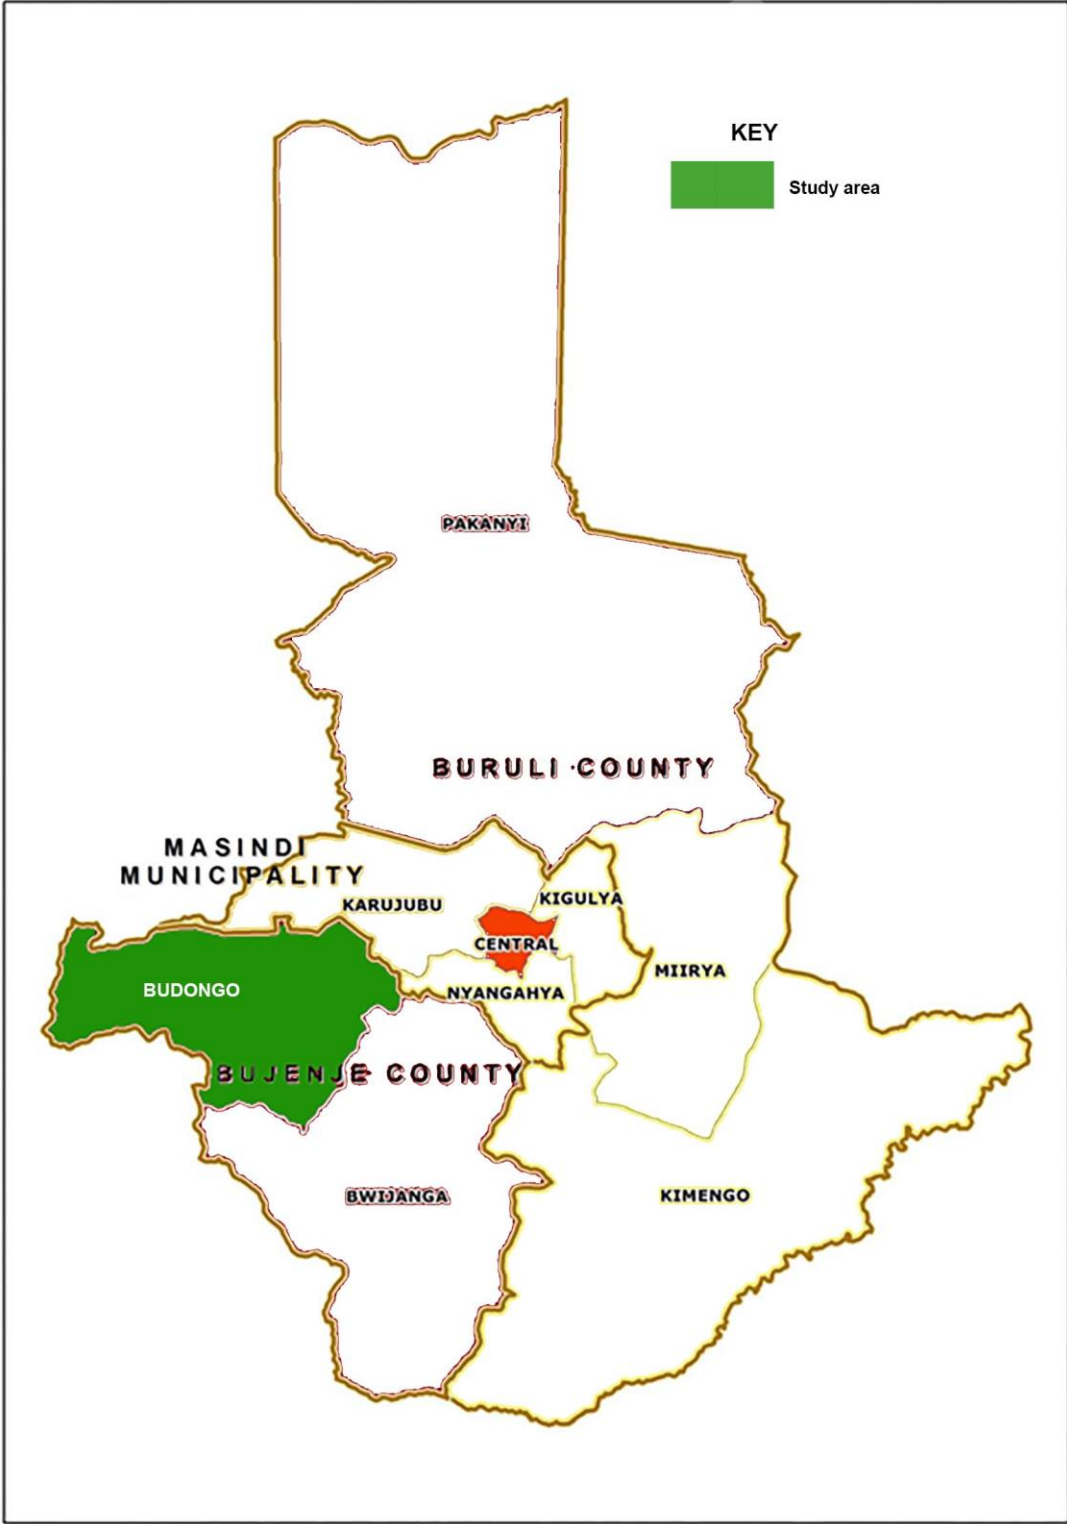 KEY
Study area
PAKANYI
BURULI COUNTY
MASINDI
MUNICIPALITY
KARUJUBU
KIGULYA
CENTRAL
MIIRYA
BUDONGO
NYANGAHYA
BUJENJE COUNTY
BWIJANGA
KIMENGO